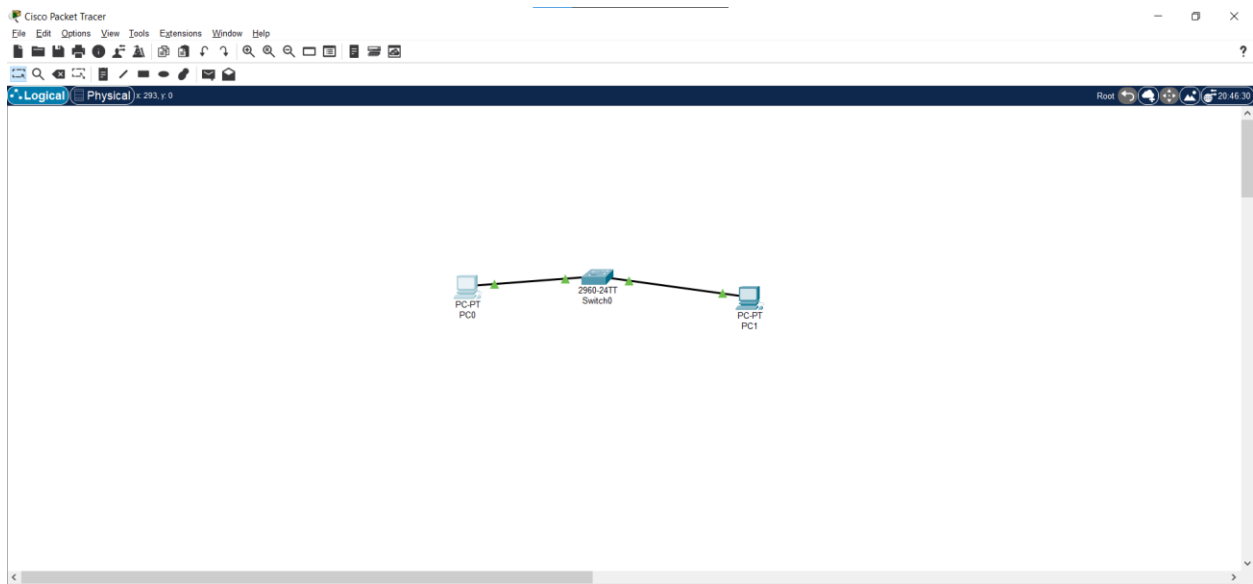 Cisco Packet Tracer
File Edit Options View Tools Extensions Window Help
?
Logical Physical x: 293, y: 0 Root 20:46:30
2960-24TT
Switch0
PC-PT
PC0
PC-PT
PC1